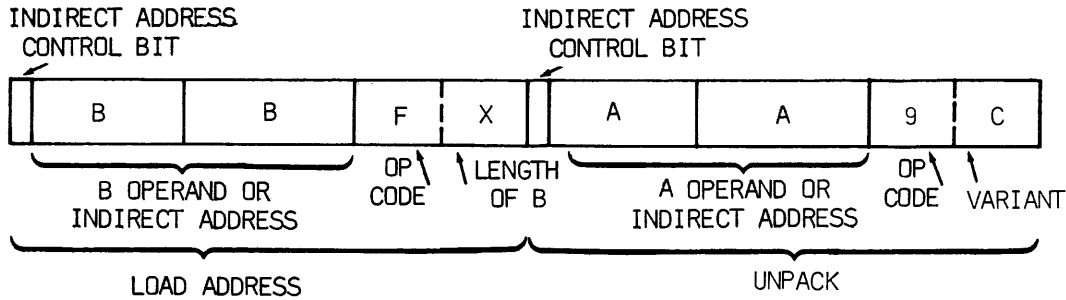 INDIRECT ADDRESS
CONTROL BIT
INDIRECT ADDRESS
CONTROL BIT
B B F X A A 9 C
B OPERAND OR
INDIRECT ADDRESS
OP
CODE
LENGTH
OF B
A OPERAND OR
INDIRECT ADDRESS
OP
CODE
VARIANT
LOAD ADDRESS
UNPACK